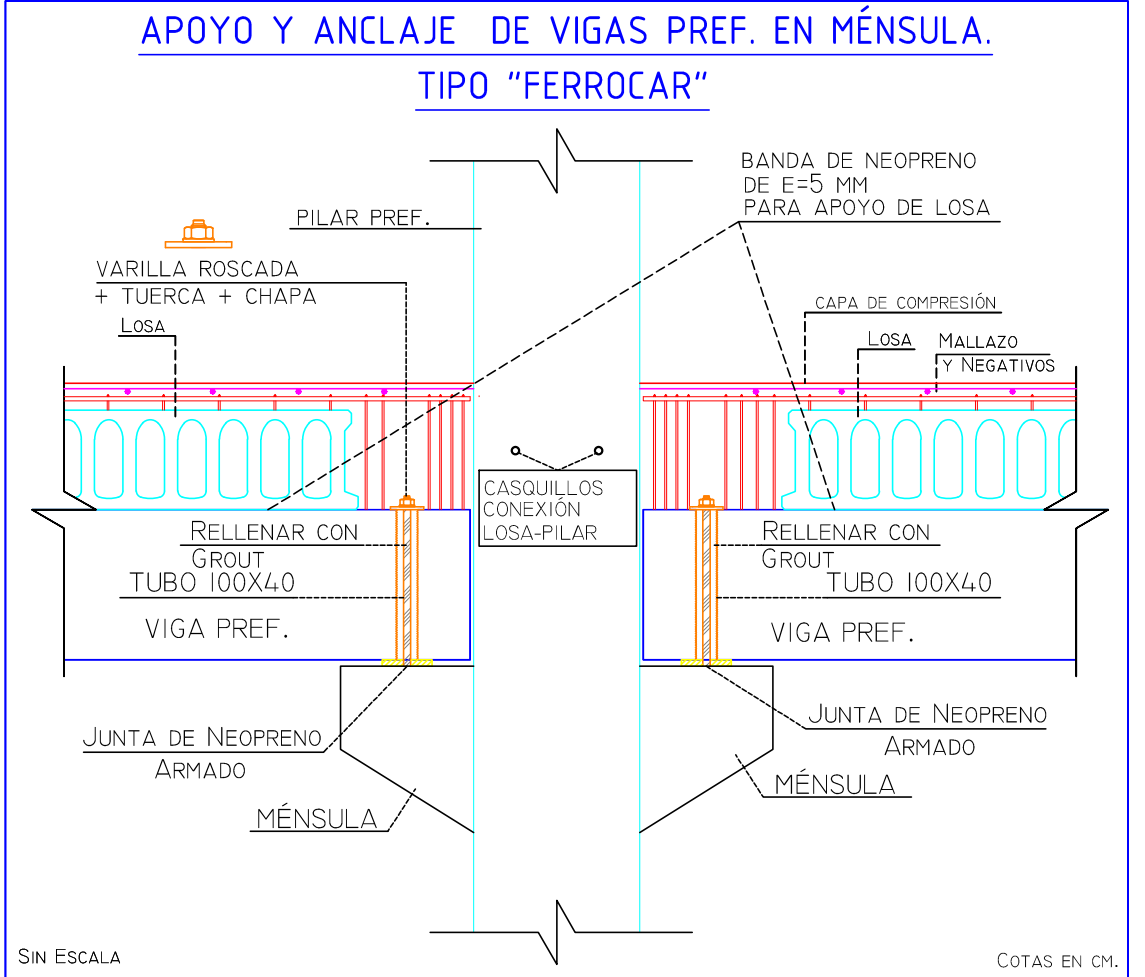 APOYO Y ANCLAJE DE VIGAS PREF. EN MÉNSULA.
TIPO "FERROCAR"
BANDA DE NEOPRENO
DE E=5 MM
PARA APOYO DE LOSA
PILAR PREF.
VARILLA ROSCADA
+ TUERCA + CHAPA
LOSA
CAPA DE COMPRESIÓN
LOSA
MALLAZO
Y NEGATIVOS
CASQUILLOS
CONEXIÓN
LOSA-PILAR
RELLENAR CON
GROUT
TUBO 100X40
VIGA PREF.
RELLENAR CON
GROUT
TUBO 100X40
VIGA PREF.
JUNTA DE NEOPRENO
ARMADO
MÉNSULA
JUNTA DE NEOPRENO
ARMADO
MÉNSULA
SIN ESCALA
COTAS EN CM.